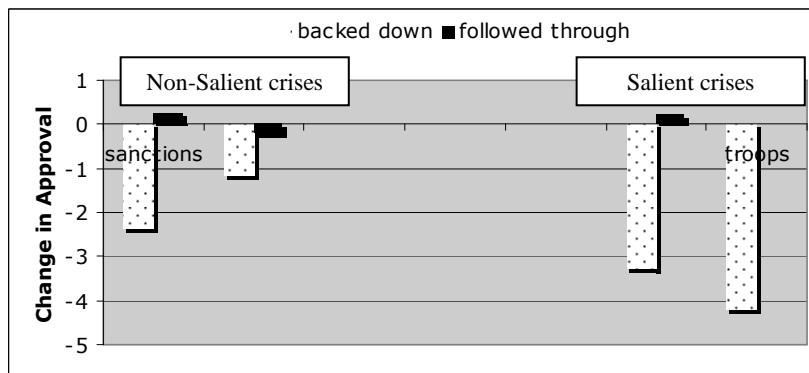 backed down followed through
Non-Salient crises
Salient crises
1
0
sanctions
troops
-1
-2
-3
-4
-5
Change in Approval